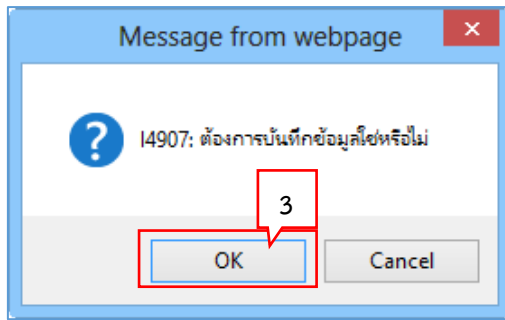 Message from webpage
I4907: ต้องการบันทึกข้อมูลใช่หรือไม่
3
OK
Cancel